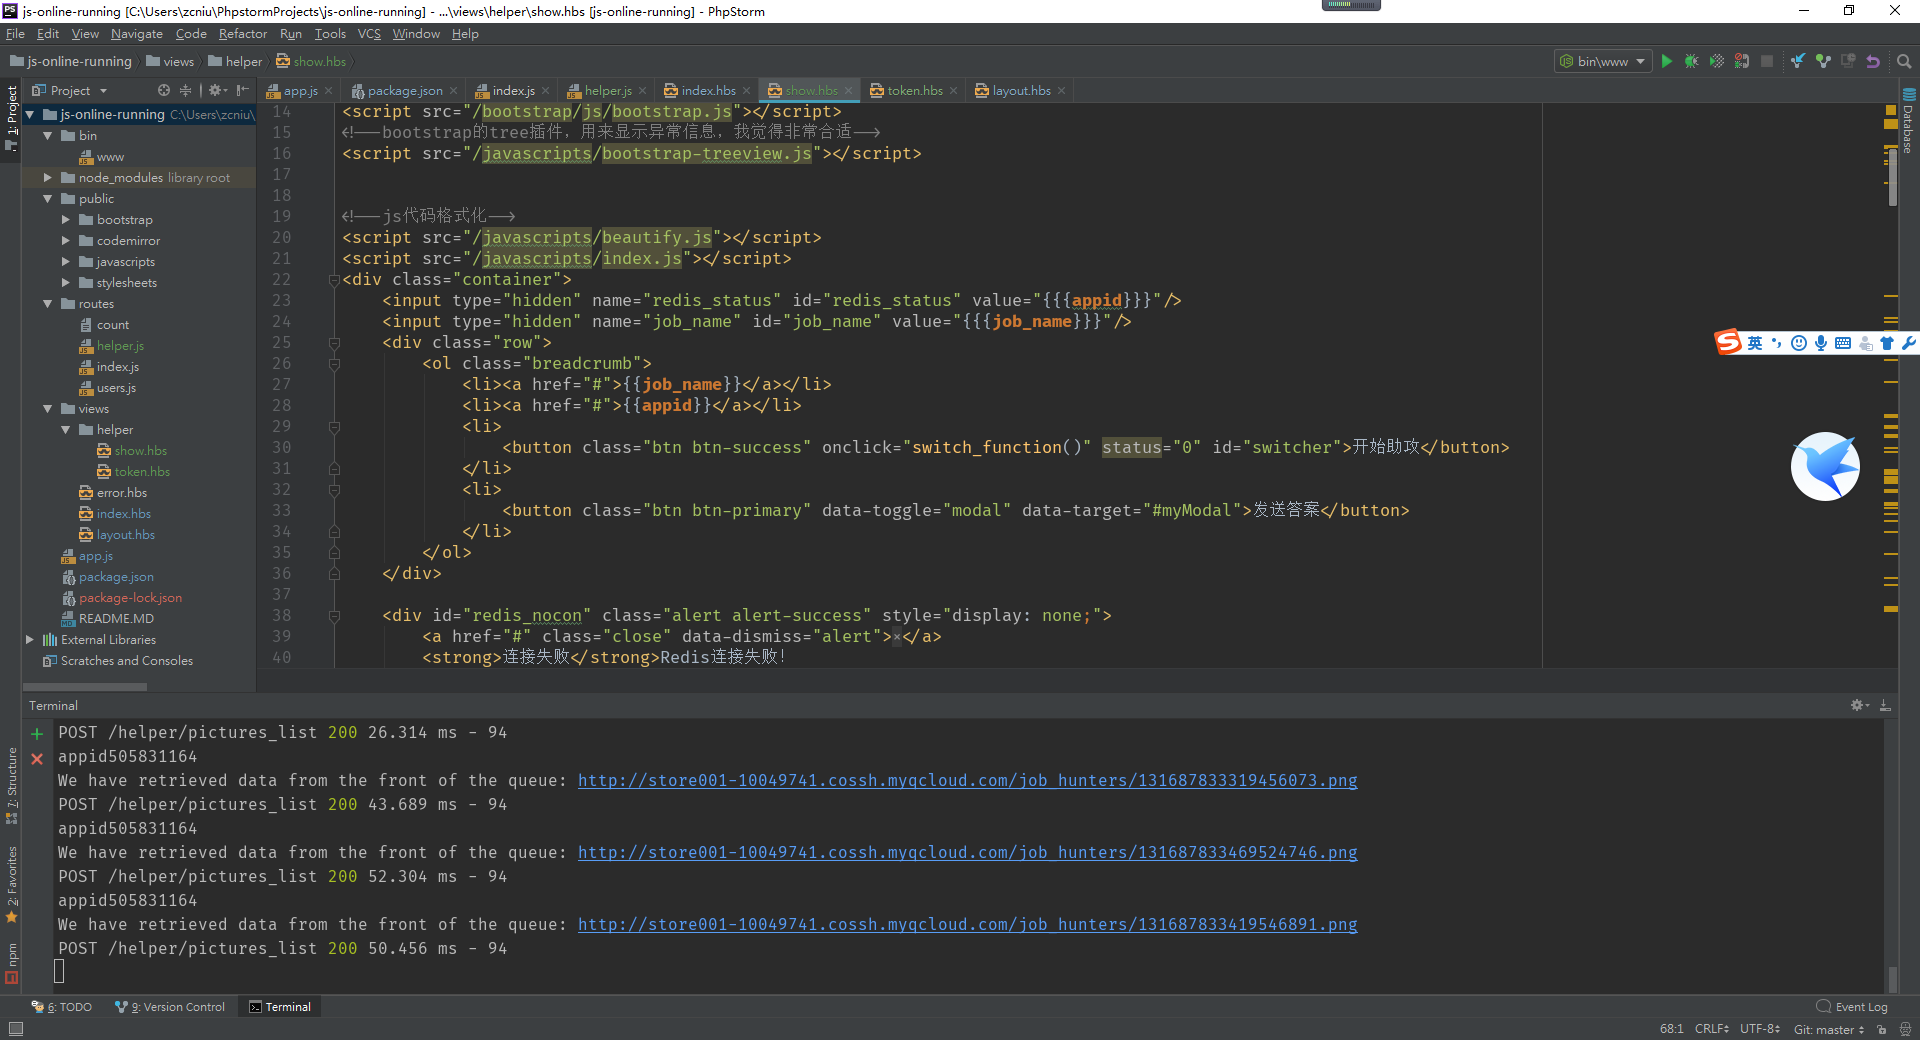 js-online-running [C:\Users\zcniu\PhpstormProjects\js-online-running] - ...\views\helper\show.hbs [js-online-running] - PhpStorm
File Edit View Navigate Code Refactor Run Tools VCS Window Help
js-online-running views helper show.hbs bin\www
Project app.js package.json index.js helper.js index.hbs show.hbs token.hbs layout.hbs
1: Project
js-online-running C:\Users\zcniu\
bin
www
node_modules library root
public
bootstrap
codemirror
javascripts
stylesheets
routes
count
helper.js
index.js
users.js
views
helper
show.hbs
token.hbs
error.hbs
index.hbs
layout.hbs
app.js
package.json
package-lock.json
README.MD
External Libraries
Scratches and Consoles
14 <script src="/bootstrap/js/bootstrap.js"></script>
15 <!--bootstrap的tree插件，用来显示异常信息，我觉得非常合适-->
16 <script src="/javascripts/bootstrap-treeview.js"></script>
17
18
19 <!--js代码格式化-->
20 <script src="/javascripts/beautify.js"></script>
21 <script src="/javascripts/index.js"></script>
22 <div class="container">
23 <input type="hidden" name="redis_status" id="redis_status" value="{{{appid}}}"/>
24 <input type="hidden" name="job_name" id="job_name" value="{{{job_name}}}"/>
25 <div class="row">
26 <ol class="breadcrumb">
27 <li><a href="#">{{job_name}}</a></li>
28 <li><a href="#">{{appid}}</a></li>
29 <li>
30 <button class="btn btn-success" onclick="switch_function()" status="0" id="switcher">开始助攻</button>
31 </li>
32 <li>
33 <button class="btn btn-primary" data-toggle="modal" data-target="#myModal">发送答案</button>
34 </li>
35 </ol>
36 </div>
37
38 <div id="redis_nocon" class="alert alert-success" style="display: none;">
39 <a href="#" class="close" data-dismiss="alert">×</a>
40 <strong>连接失败</strong>Redis连接失败！
Database
英
Terminal
POST /helper/pictures_list 200 26.314 ms - 94
appid505831164
We have retrieved data from the front of the queue: http://store001-10049741.cossh.myqcloud.com/job_hunters/131687833319456073.png
POST /helper/pictures_list 200 43.689 ms - 94
appid505831164
We have retrieved data from the front of the queue: http://store001-10049741.cossh.myqcloud.com/job_hunters/131687833469524746.png
POST /helper/pictures_list 200 52.304 ms - 94
appid505831164
We have retrieved data from the front of the queue: http://store001-10049741.cossh.myqcloud.com/job_hunters/131687833419546891.png
POST /helper/pictures_list 200 50.456 ms - 94
7: Structure
2: Favorites
npm
6: TODO 9: Version Control Terminal Event Log
68:1 CRLF UTF-8 Git: master